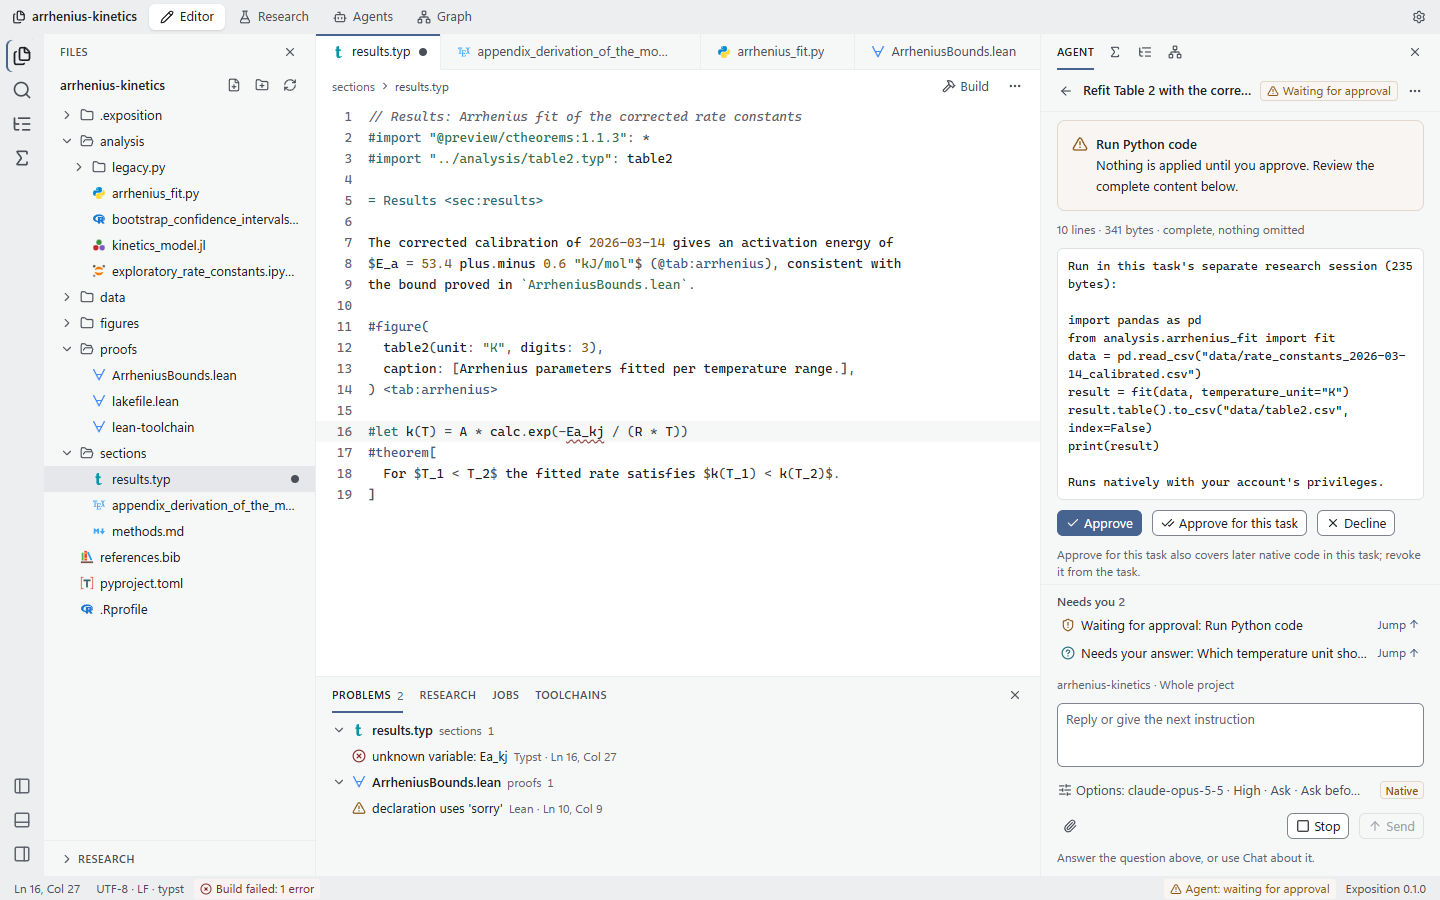 arrhenius-kinetics
Editor
Research
Agents
Graph
FILES
arrhenius-kinetics
.exposition
analysis
legacy.py
arrhenius_fit.py
bootstrap_confidence_intervals...
kinetics_model.jl
exploratory_rate_constants.ipy...
data
figures
proofs
ArrheniusBounds.lean
lakefile.lean
lean-toolchain
sections
results.typ
appendix_derivation_of_the_m...
methods.md
references.bib
pyproject.toml
.Rprofile
RESEARCH
results.typ
appendix_derivation_of_the_mo...
arrhenius_fit.py
ArrheniusBounds.lean
sections > results.typ
Build
1 // Results: Arrhenius fit of the corrected rate constants
2 #import "@preview/ctheorems:1.1.3": *
3 #import "../analysis/table2.typ": table2
4
5 = Results <sec:results>
6
7 The corrected calibration of 2026-03-14 gives an activation energy of
8 $E_a = 53.4 plus.minus 0.6 "kJ/mol"$ (@tab:arrhenius), consistent with
9 the bound proved in `ArrheniusBounds.lean`.
10
11 #figure(
12 table2(unit: "K", digits: 3),
13 caption: [Arrhenius parameters fitted per temperature range.],
14 ) <tab:arrhenius>
15
16 #let k(T) = A * calc.exp(-Ea_kj / (R * T))
17 #theorem[
18 For $T_1 < T_2$ the fitted rate satisfies $k(T_1) < k(T_2)$.
19 ]
PROBLEMS 2
RESEARCH
JOBS
TOOLCHAINS
results.typ sections 1
unknown variable: Ea_kj Typst · Ln 16, Col 27
ArrheniusBounds.lean proofs 1
declaration uses 'sorry' Lean · Ln 10, Col 9
AGENT
Refit Table 2 with the corre...
Waiting for approval
Run Python code
Nothing is applied until you approve. Review the
complete content below.
10 lines · 341 bytes · complete, nothing omitted
Run in this task's separate research session (235
bytes):
import pandas as pd
from analysis.arrhenius_fit import fit
data = pd.read_csv("data/rate_constants_2026-03-
14_calibrated.csv")
result = fit(data, temperature_unit="K")
result.table().to_csv("data/table2.csv",
index=False)
print(result)
Runs natively with your account's privileges.
Approve
Approve for this task
Decline
Approve for this task also covers later native code in this task; revoke
it from the task.
Needs you 2
Waiting for approval: Run Python code Jump ↑
Needs your answer: Which temperature unit sho... Jump ↑
arrhenius-kinetics · Whole project
Reply or give the next instruction
Options: claude-opus-5-5 · High · Ask · Ask befo...
Native
Stop
Send
Answer the question above, or use Chat about it.
Ln 16, Col 27
UTF-8 · LF · typst
Build failed: 1 error
Agent: waiting for approval
Exposition 0.1.0